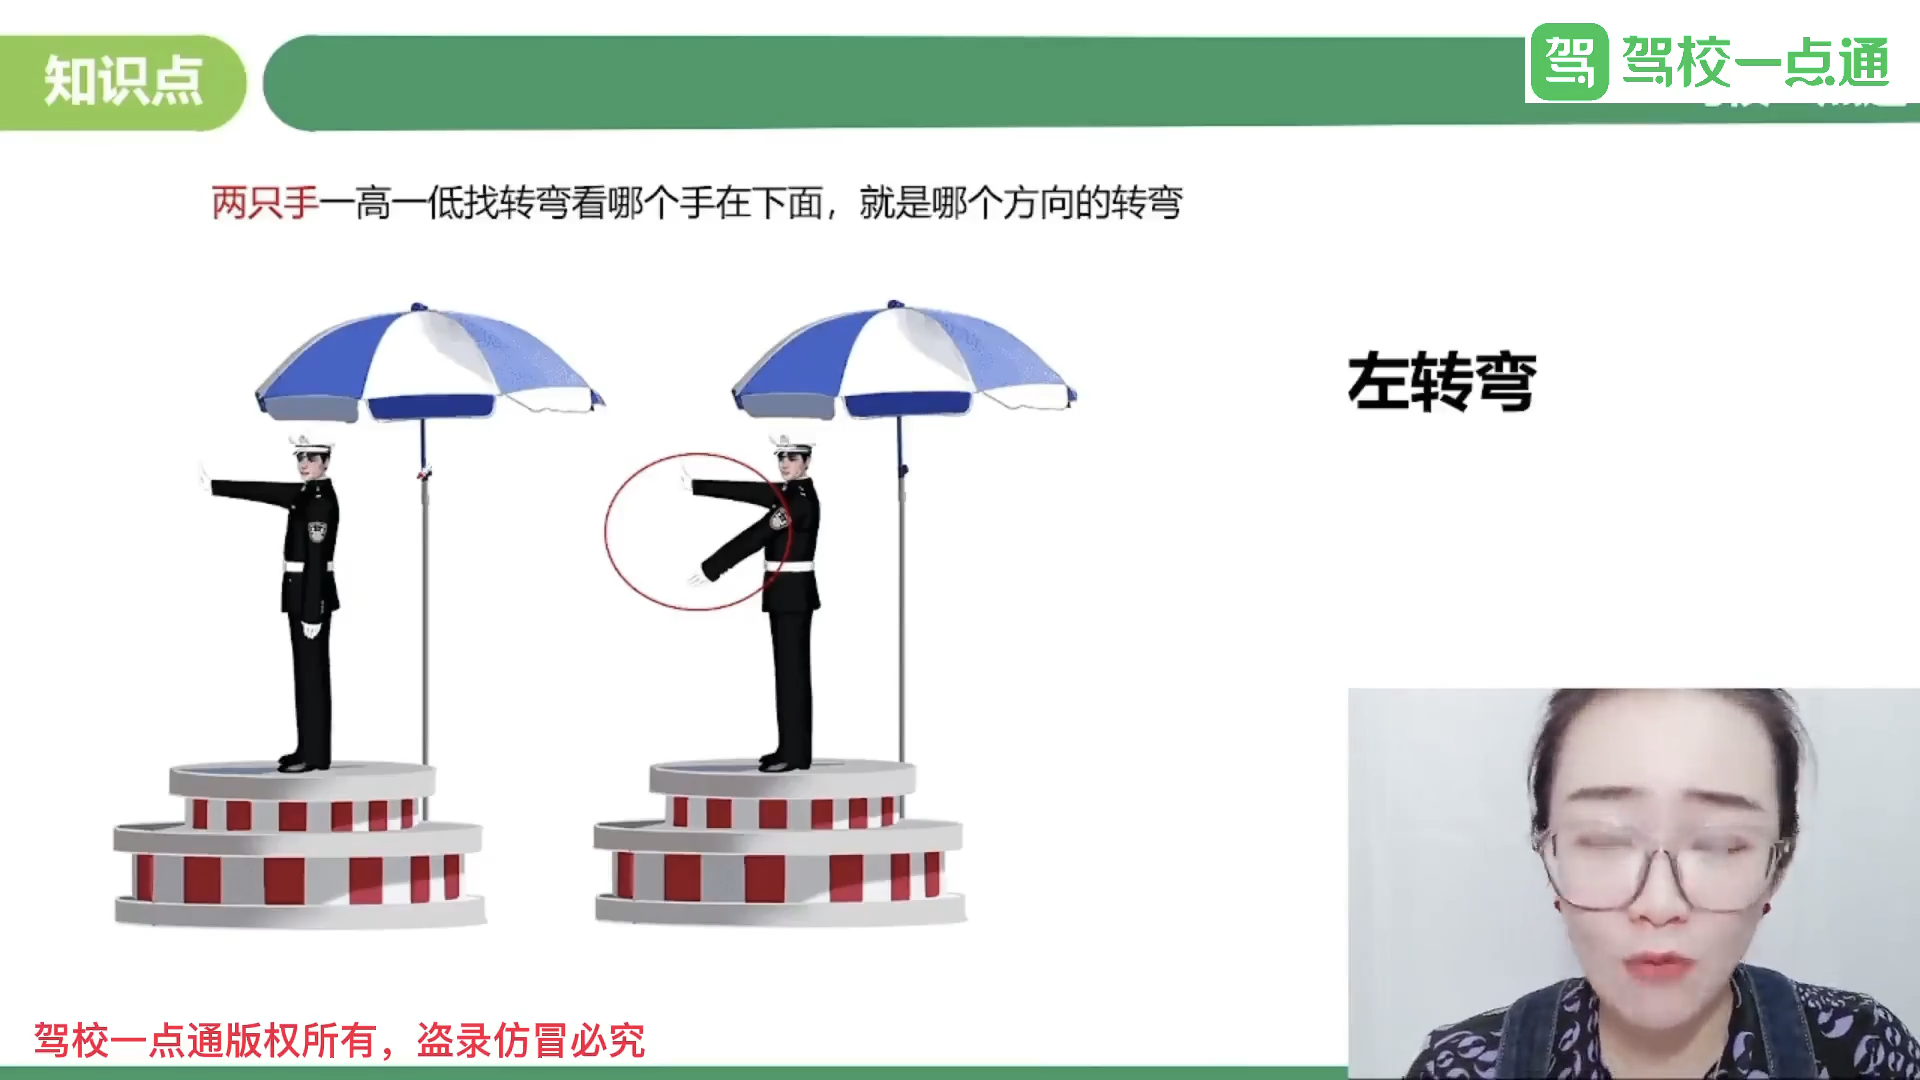 知识点
驾 驾校一点通
两只手一高一低找转弯看哪个手在下面，就是哪个方向的转弯
左转弯
驾校一点通版权所有，盗录仿冒必究